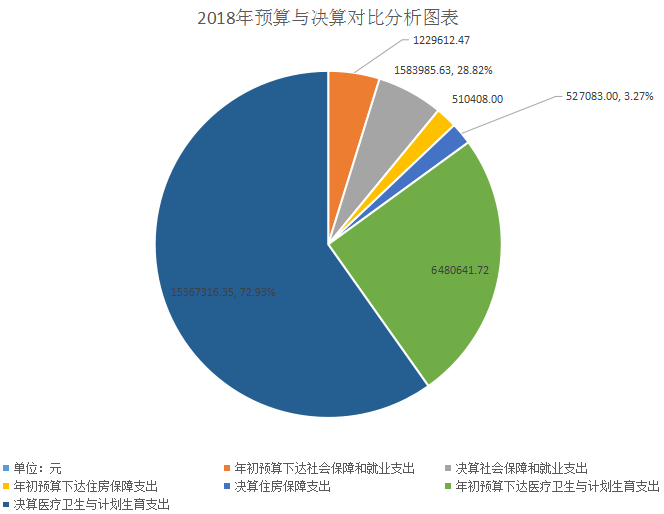 2018年预算与决算对比分析图表
1229612.47
1583985.63, 28.82%
510408.00
527083.00, 3.27%
6480641.72
15367316.35, 72.93%
单位：元
年初预算下达社会保障和就业支出
决算社会保障和就业支出
年初预算下达住房保障支出
决算住房保障支出
年初预算下达医疗卫生与计划生育支出
决算医疗卫生与计划生育支出